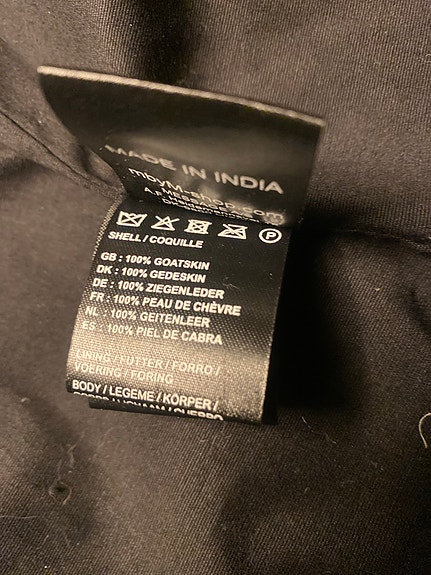 MADE IN INDIA
mbyM-shop.com
A.F.MESSAGE
P
SHELL / COQUILLE
GB : 100% GOATSKIN
DK : 100% GEDESKIN
DE : 100% ZIEGENLEDER
FR : 100% PEAU DE CHÈVRE
NL : 100% GEITENLEER
ES : 100% PIEL DE CABRA
LINING / FUTTER / FORRO /
VOERING / FORING
BODY / LEGEME / KÖRPER /